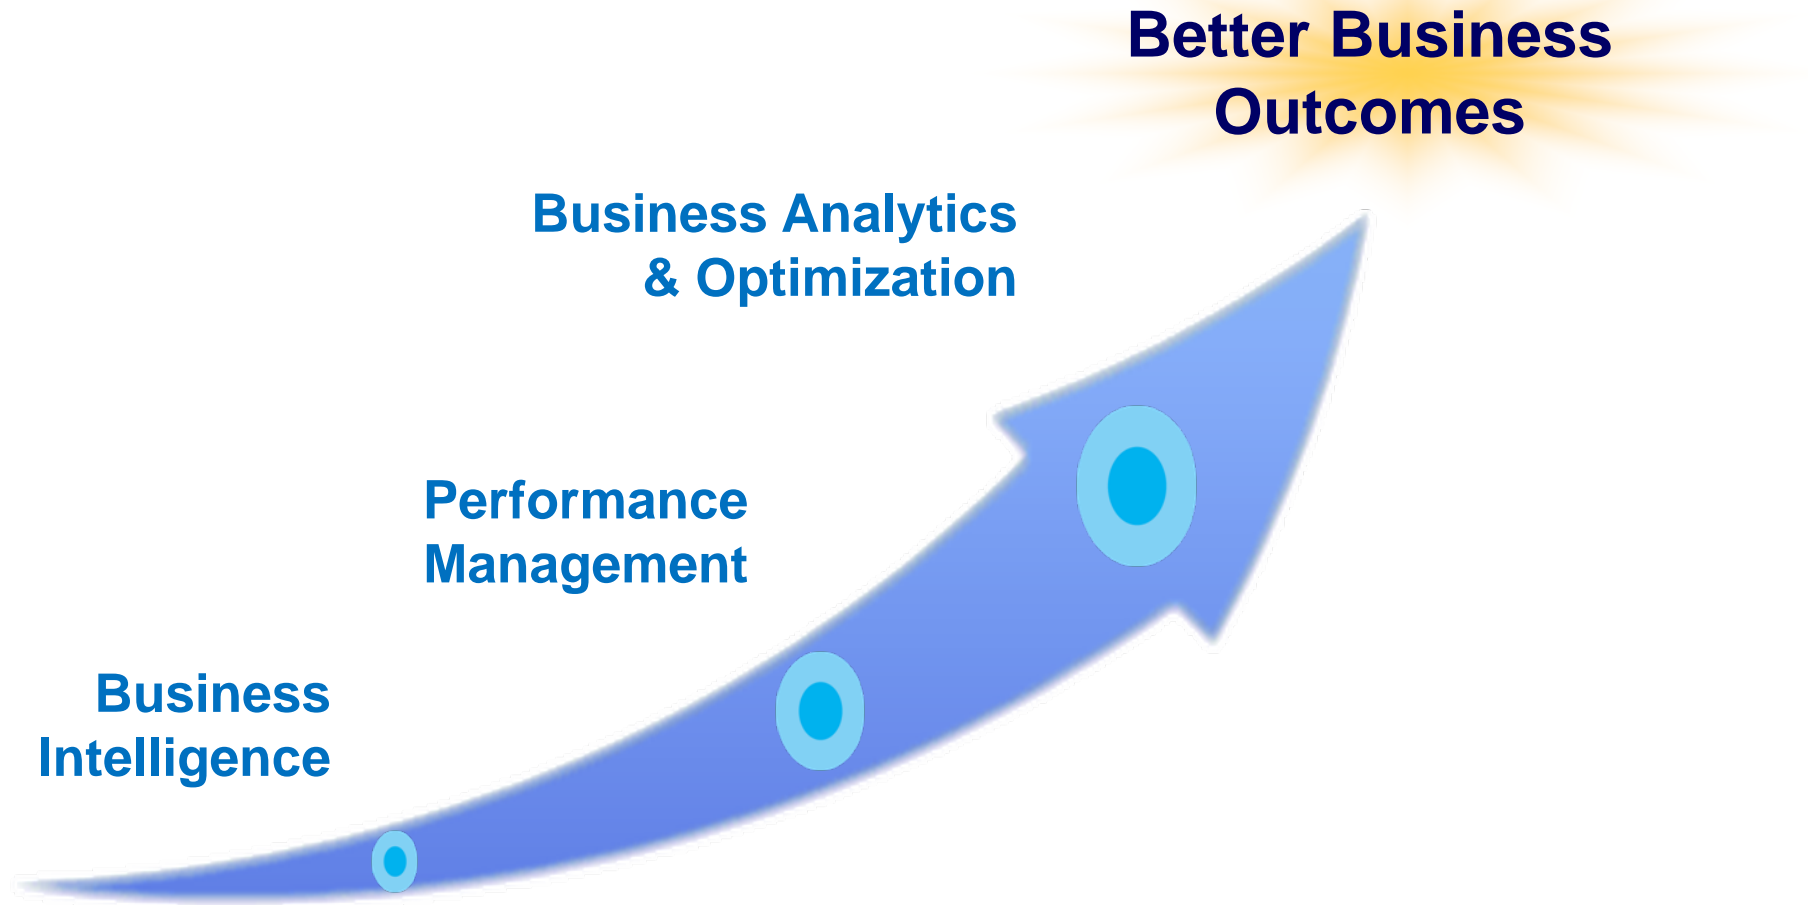 Better Business
Outcomes
Business Analytics
& Optimization
Performance
Management
Business
Intelligence